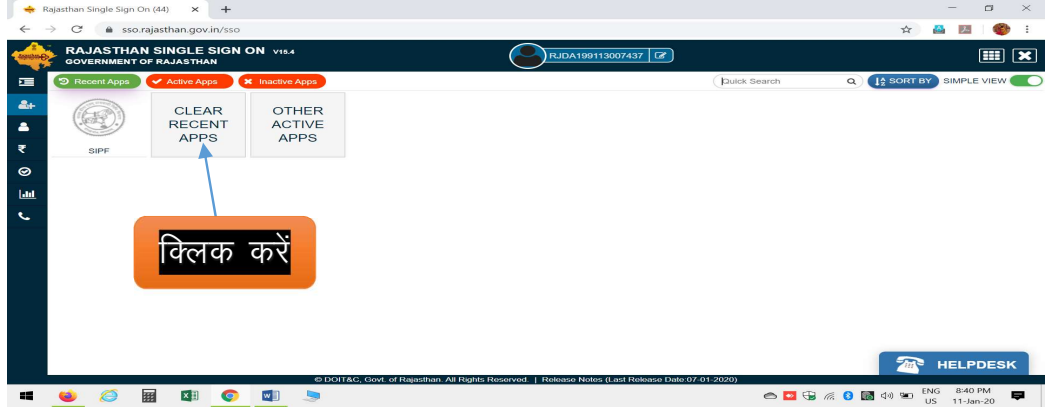 Rajasthan Single Sign On (44)
sso.rajasthan.gov.in/sso
RAJASTHAN SINGLE SIGN ON V15.4
GOVERNMENT OF RAJASTHAN
RJDA199113007437
Recent Apps
Active Apps
Inactive Apps
Quick Search
SORT BY
SIMPLE VIEW
SIPF
CLEAR
RECENT
APPS
OTHER
ACTIVE
APPS
₹
क्लिक करें
HELPDESK
© DOIT&C, Govt. of Rajasthan. All Rights Reserved. | Release Notes (Last Release Date:07-01-2020)
ENG 8:40 PM
US 11-Jan-20